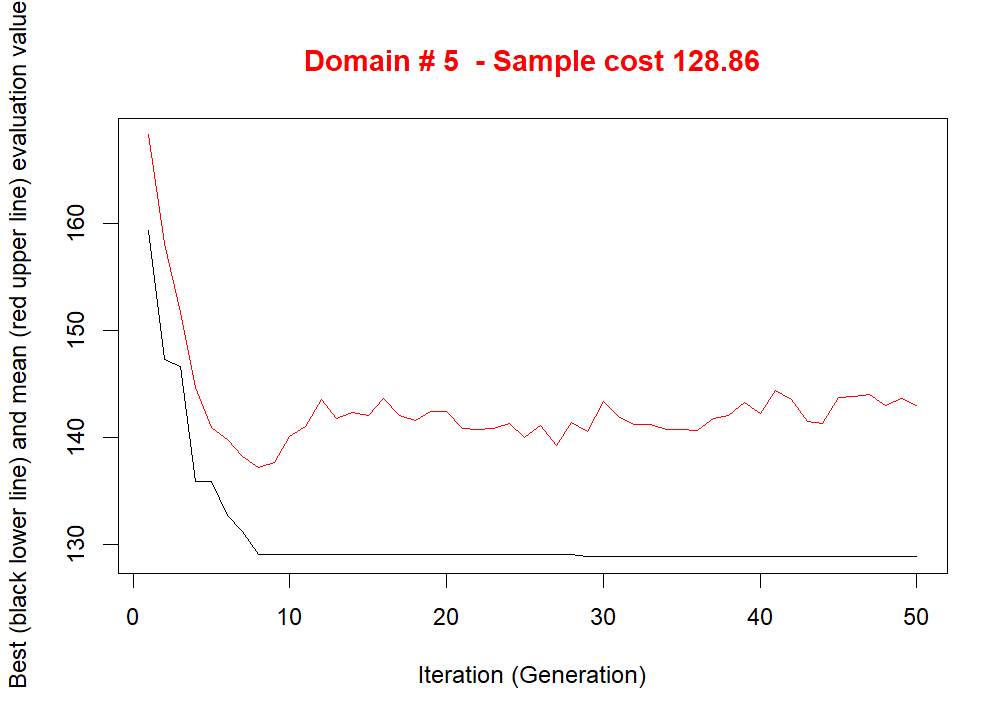 Domain # 5  - Sample cost 128.86
Best (black lower line) and mean (red upper line) evaluation value
160
150
140
130
0 10 20 30 40 50
Iteration (Generation)